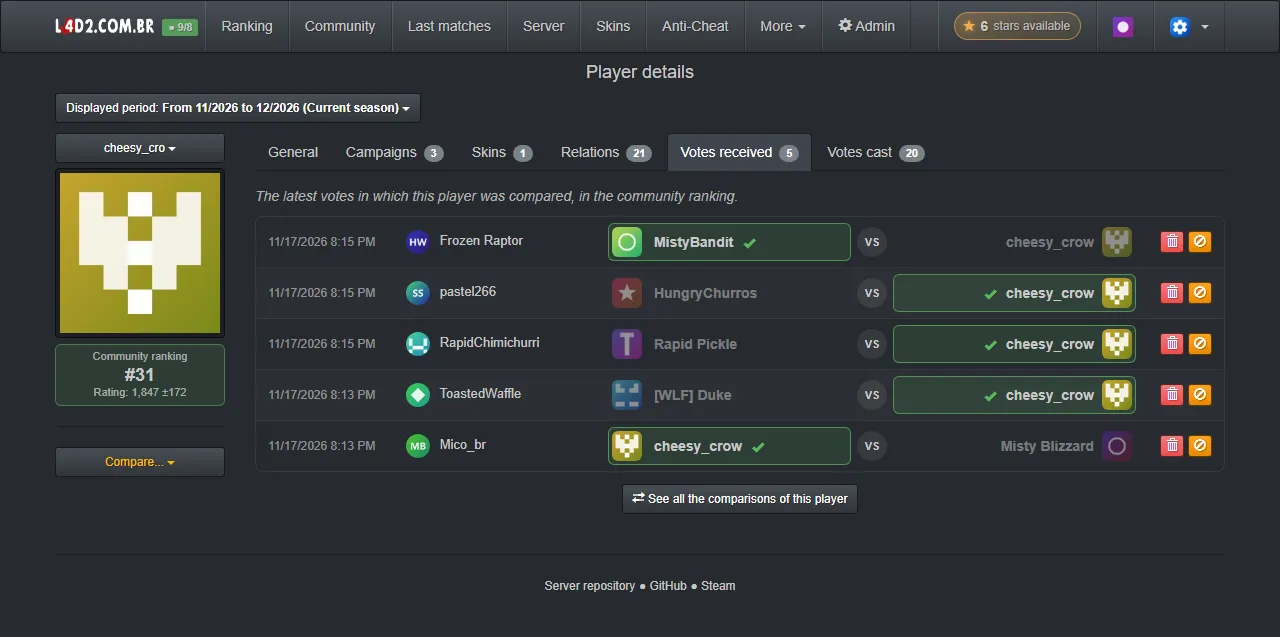 L4D2.COM.BR 9/8 Ranking Community Last matches Server Skins Anti-Cheat More Admin 6 stars available
Player details
Displayed period: From 11/2026 to 12/2026 (Current season)
cheesy_cro
General Campaigns 3 Skins 1 Relations 21 Votes received 5 Votes cast 20
The latest votes in which this player was compared, in the community ranking.
11/17/2026 8:15 PM HW Frozen Raptor MistyBandit ✓ VS cheesy_crow
11/17/2026 8:15 PM SS pastel266 HungryChurros VS ✓ cheesy_crow
11/17/2026 8:15 PM RapidChimichurri T Rapid Pickle VS ✓ cheesy_crow
11/17/2026 8:13 PM ToastedWaffle [WLF] Duke VS ✓ cheesy_crow
11/17/2026 8:13 PM MB Mico_br cheesy_crow ✓ VS Misty Blizzard
Community ranking
#31
Rating: 1,847 ±172
Compare...
See all the comparisons of this player
Server repository ● GitHub ● Steam